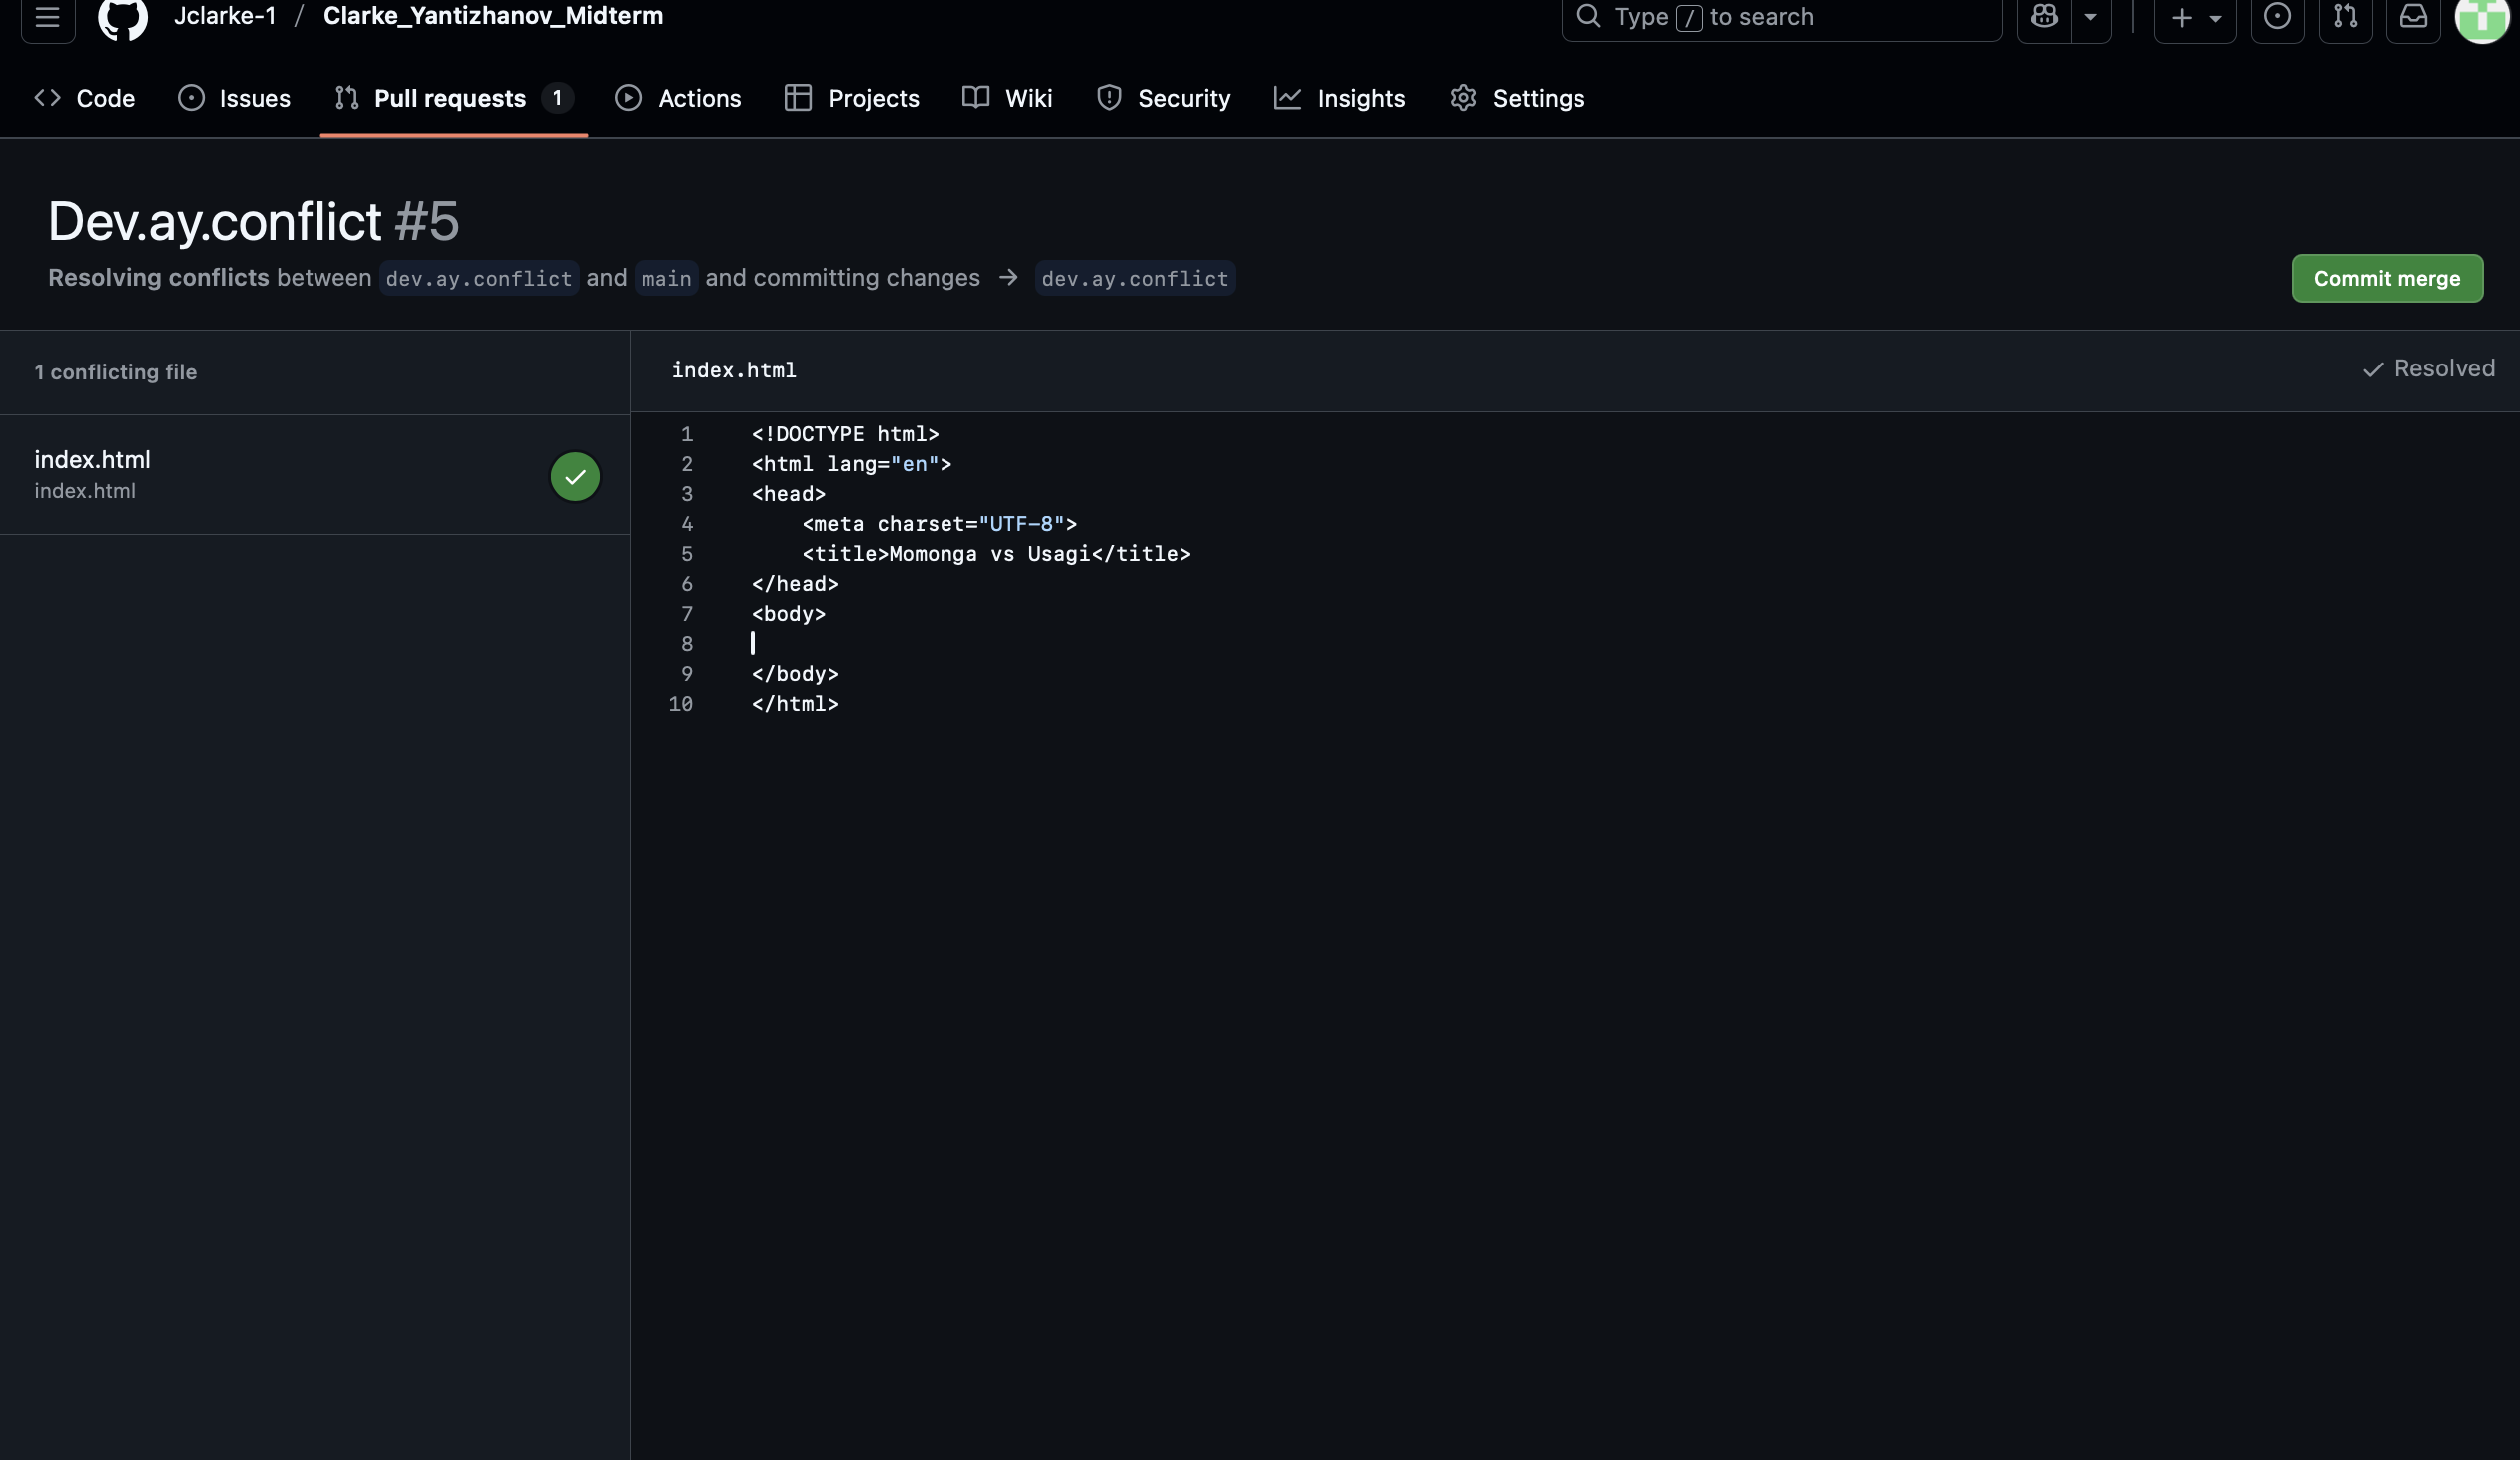 Jclarke-1 / Clarke_Yantizhanov_Midterm
Type / to search
Code Issues Pull requests 1 Actions Projects Wiki Security Insights Settings
Dev.ay.conflict #5
Resolving conflicts between dev.ay.conflict and main and committing changes → dev.ay.conflict
Commit merge
1 conflicting file
index.html
index.html
index.html
Resolved
1 <!DOCTYPE html>
2 <html lang="en">
3 <head>
4     <meta charset="UTF-8">
5     <title>Momonga vs Usagi</title>
6 </head>
7 <body>
8
9 </body>
10 </html>